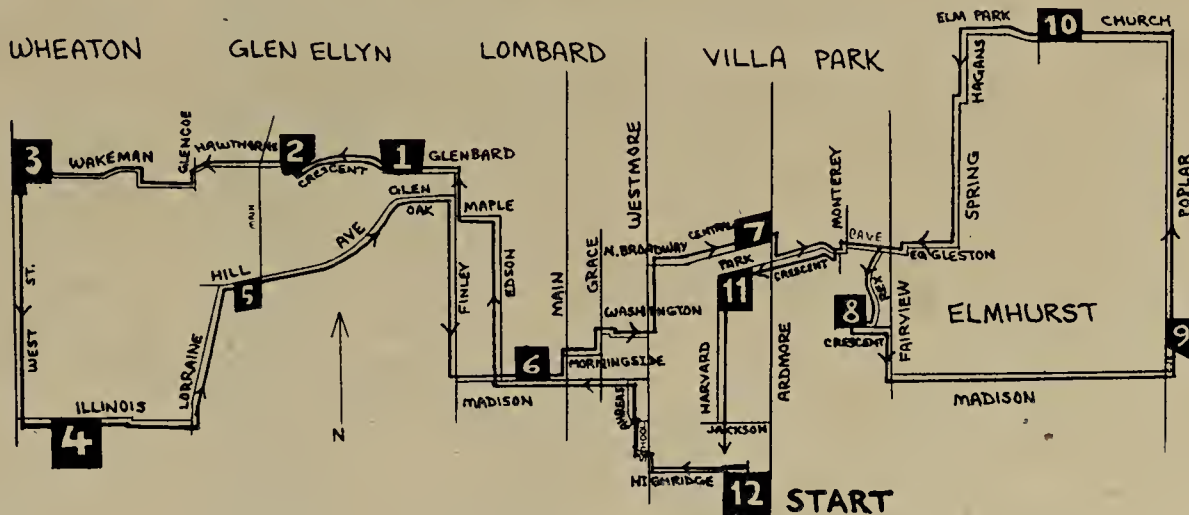 WHEATON
GLEN ELLYN
LOMBARD
VILLA PARK
ELM PARK
10
CHURCH
HAGANS
SPRING
POPLAR
3
WAKEMAN
GLENCOE
HAWTHORNE
2
CRESCENT
1
GLENBARD
MAIN
GLEN
OAK
MAPLE
AVE
HILL
5
FINLEY
EDSON
WEST ST.
LORRAINE
ILLINOIS
4
N
MAIN
GRACE
WESTMORE
N. BROADWAY
CENTRAL
7
PARK
11
CRESCENT
MONTEREY
CAVE
EGGLESTON
REX
8
CRESCENT
FAIRVIEW
ELMHURST
9
WASHINGTON
6
MORNINGSIDE
MADISON
SCHOOL
HARVARD
ARDMORE
JACKSON
MADISON
HIGHRIDGE
12
START